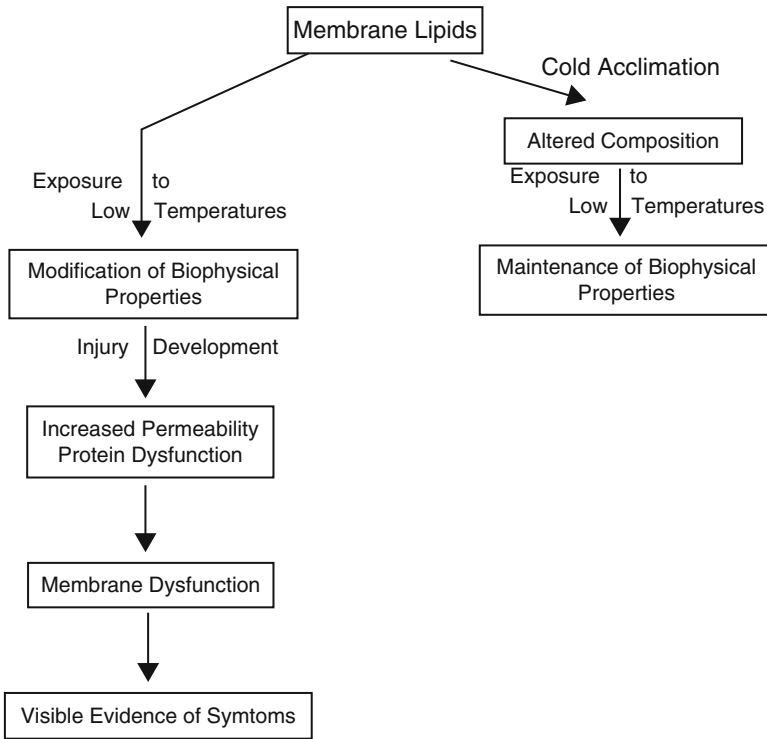 Membrane Lipids
Cold Acclimation
Altered Composition
Exposure to
Low Temperatures
Maintenance of Biophysical
Properties
Exposure to
Low Temperatures
Modification of Biophysical
Properties
Injury Development
Increased Permeability
Protein Dysfunction
Membrane Dysfunction
Visible Evidence of Symtoms